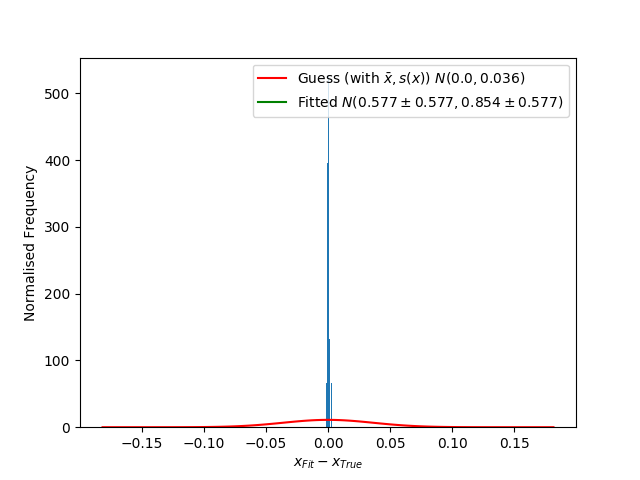 Guess (with x̄, s(x)) N(0.0, 0.036)
Fitted N(0.577 ± 0.577, 0.854 ± 0.577)
Normalised Frequency
500
400
300
200
100
0
−0.15 −0.10 −0.05 0.00 0.05 0.10 0.15
x_Fit − x_True